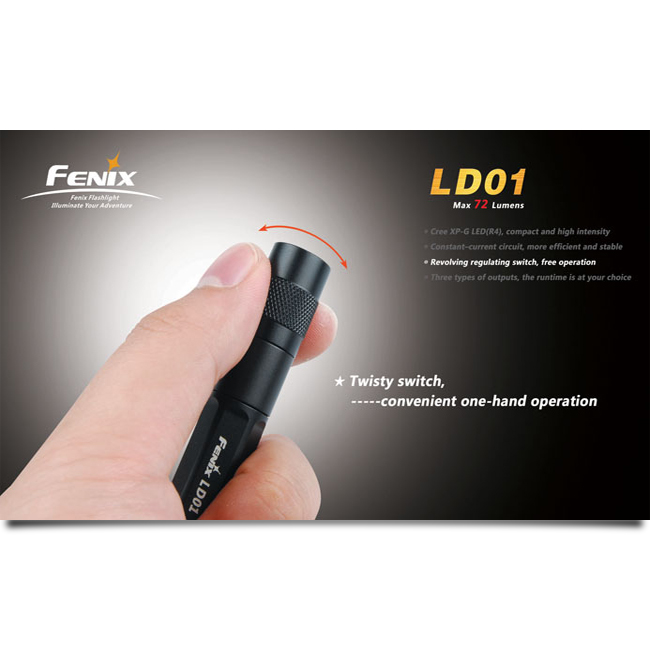 FENIX
Fenix Flashlight
Illuminate Your Adventure
LD01
Max 72 Lumens
• Cree XP-G LED(R4), compact and high intensity
• Constant-current circuit, more efficient and stable
• Revolving regulating switch, free operation
• Three types of outputs, the runtime is at your choice
★ Twisty switch,
-----convenient one-hand operation
FENIX LD01